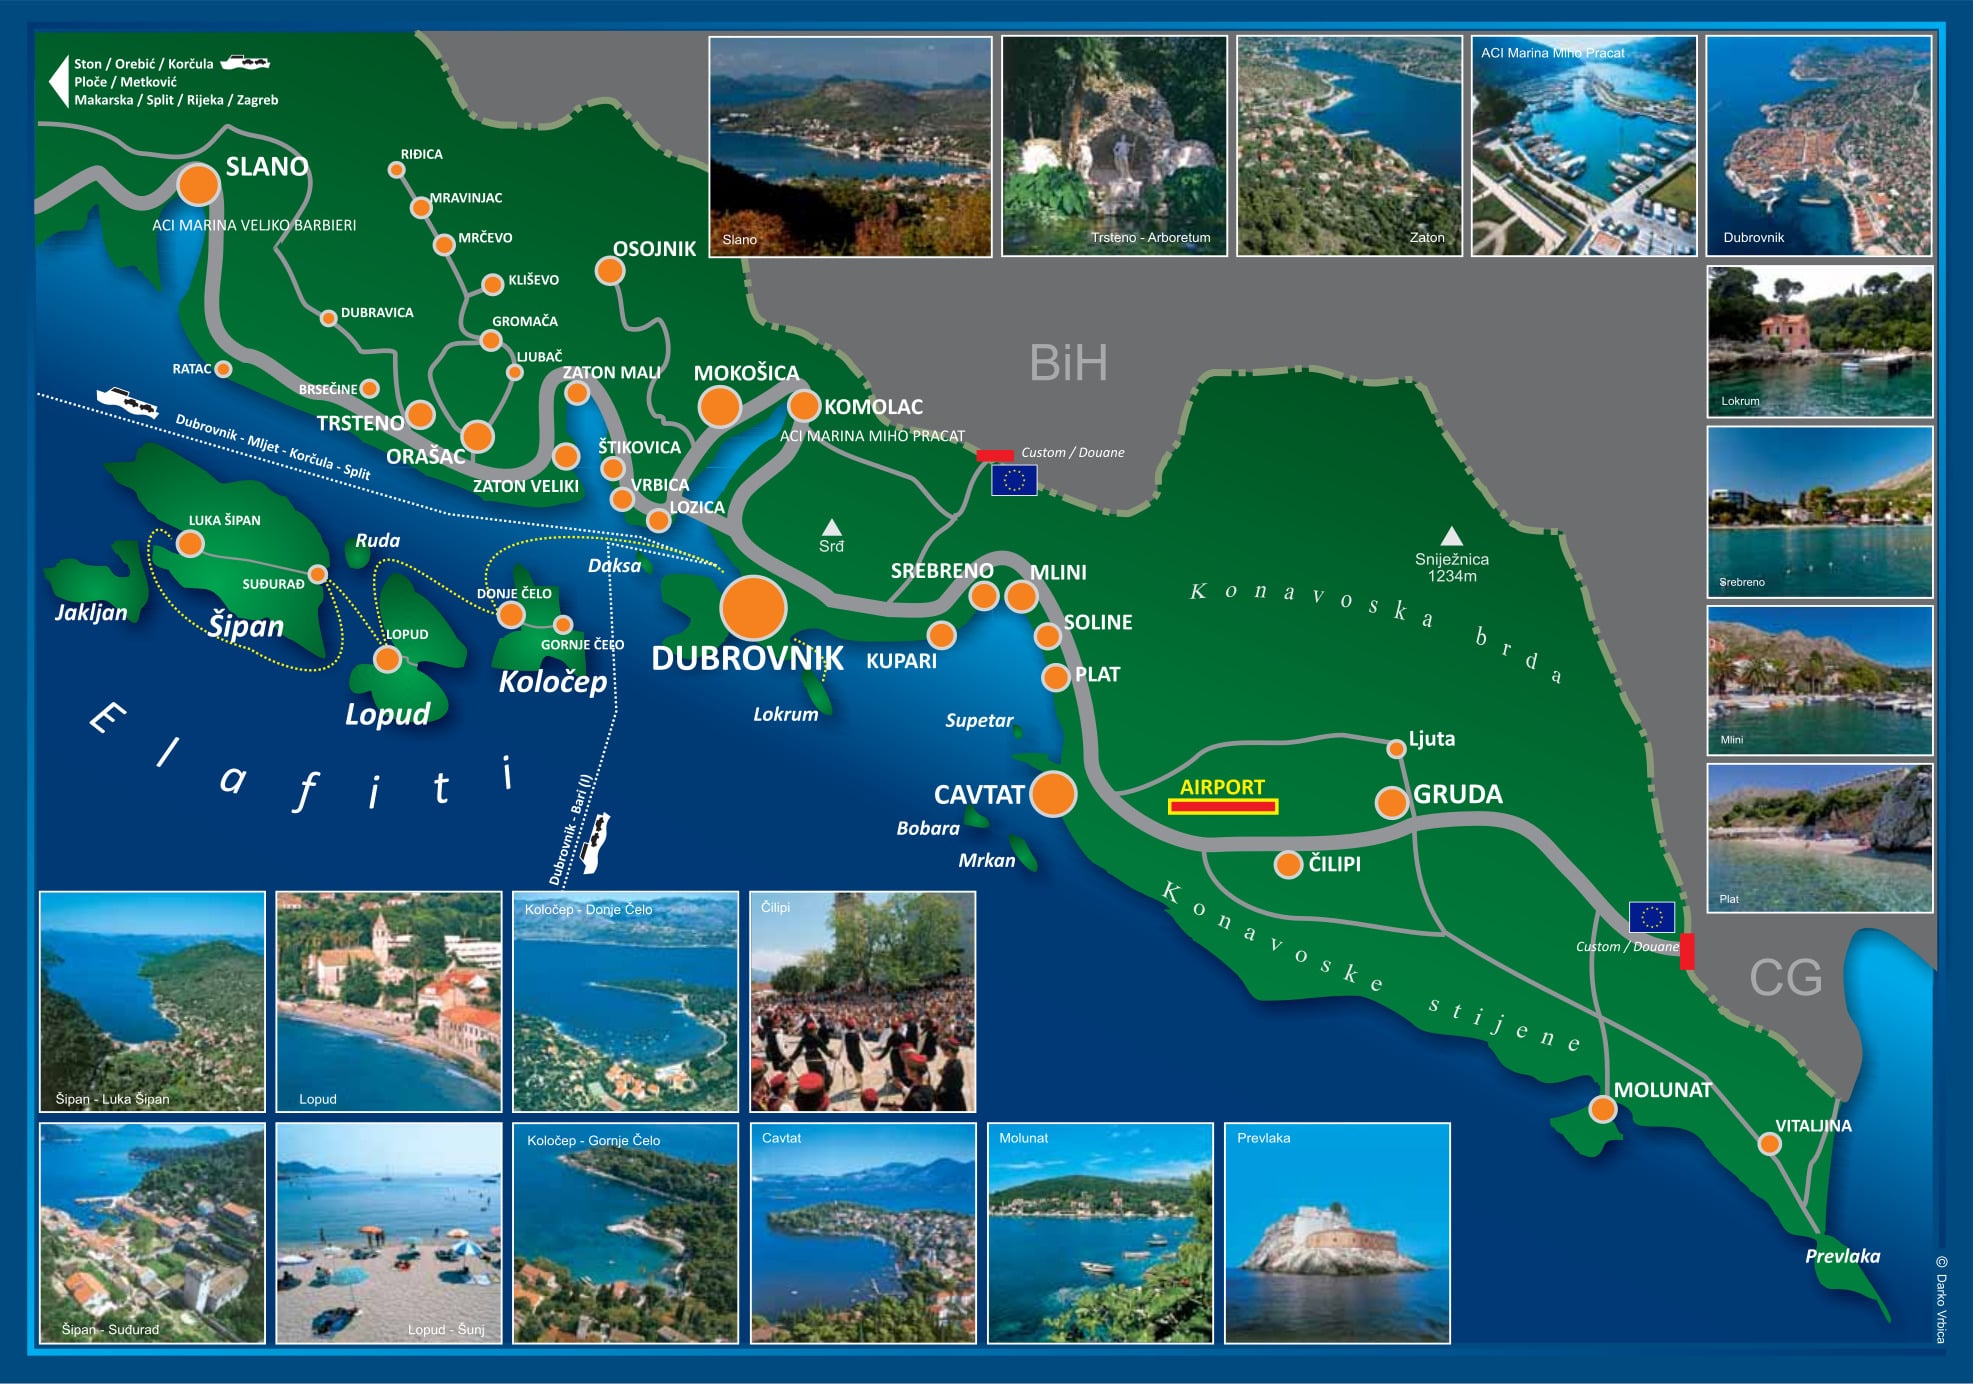 Ston / Orebić / Korčula
Ploče / Metković
Makarska / Split / Rijeka / Zagreb
SLANO
ACI MARINA VELJKO BARBIERI
RIĐICA
MRAVINJAC
MRČEVO
KLIŠEVO
OSOJNIK
GROMAČA
DUBRAVICA
LJUBAČ
RATAC
BRSEČINE
ZATON MALI
MOKOŠICA
TRSTENO
KOMOLAC
ACI MARINA MIHO PRACAT
ORAŠAC
ŠTIKOVICA
ZATON VELIKI
VRBICA
LOZICA
Dubrovnik - Mljet - Korčula - Split
Custom / Douane
BiH
Srđ
Sniježnica
1234m
LUKA ŠIPAN
SUĐURAĐ
Šipan
Jakljan
Ruda
Daksa
DONJE ČELO
GORNJE ČELO
Koločep
LOPUD
Lopud
DUBROVNIK
Lokrum
KUPARI
SREBRENO
MLINI
SOLINE
PLAT
Supetar
Konavoska brda
Elafiti
Dubrovnik - Bari (I)
CAVTAT
Bobara
Mrkan
AIRPORT
Ljuta
GRUDA
ČILIPI
Konavoske stijene
Custom / Douane
CG
MOLUNAT
VITALJINA
Prevlaka
Slano
Trsteno - Arboretum
Zaton
ACI Marina Miho Pracat
Dubrovnik
Lokrum
Srebreno
Mlini
Plat
Šipan - Luka Šipan
Lopud
Koločep - Donje Čelo
Čilipi
Šipan - Suđurađ
Lopud - Šunj
Koločep - Gornje Čelo
Cavtat
Molunat
Prevlaka
© Darko Vrbica